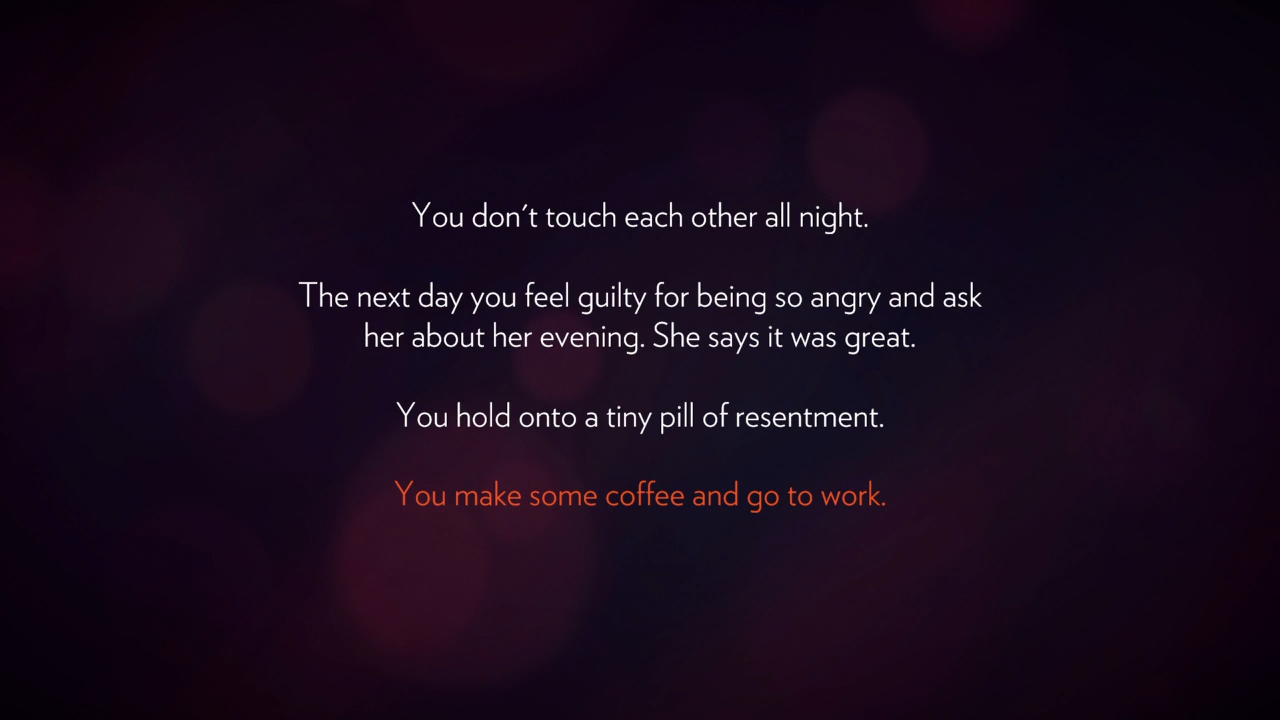 You don't touch each other all night.
The next day you feel guilty for being so angry and ask
her about her evening. She says it was great.
You hold onto a tiny pill of resentment.
You make some coffee and go to work.